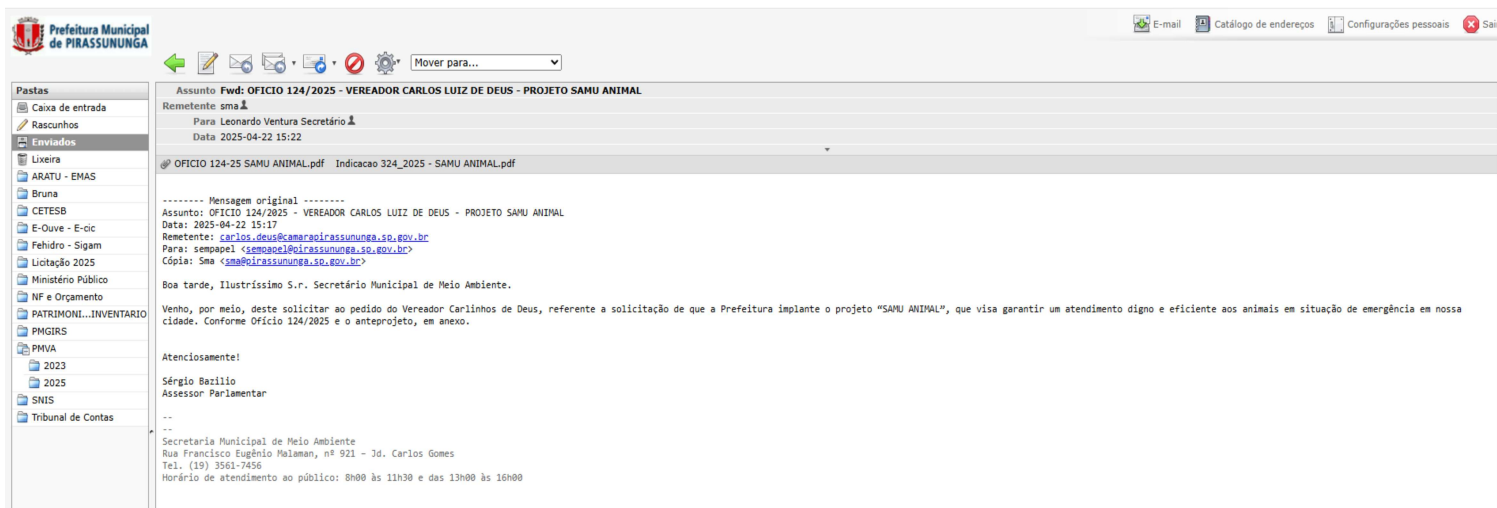 Prefeitura Municipal
de PIRASSUNUNGA
E-mail
Catálogo de endereços
Configurações pessoais
Sair
Mover para...
Pastas
Caixa de entrada
Rascunhos
Enviados
Lixeira
ARATU - EMAS
Bruna
CETESB
E-Ouve - E-cic
Fehidro - Sigam
Licitação 2025
Ministério Público
NF e Orçamento
PATRIMONI...INVENTARIO
PMGIRS
PMVA
2023
2025
SNIS
Tribunal de Contas
Assunto Fwd: OFICIO 124/2025 - VEREADOR CARLOS LUIZ DE DEUS - PROJETO SAMU ANIMAL
Remetente sma
Para Leonardo Ventura Secretário
Data 2025-04-22 15:22
OFICIO 124-25 SAMU ANIMAL.pdf Indicacao 324_2025 - SAMU ANIMAL.pdf
-------- Mensagem original --------
Assunto: OFICIO 124/2025 - VEREADOR CARLOS LUIZ DE DEUS - PROJETO SAMU ANIMAL
Data: 2025-04-22 15:17
Remetente: carlos.deus@camarapirassununga.sp.gov.br
Para: sempapel <sempapel@pirassununga.sp.gov.br>
Cópia: Sma <sma@pirassununga.sp.gov.br>
Boa tarde, Ilustríssimo S.r. Secretário Municipal de Meio Ambiente.
Venho, por meio, deste solicitar ao pedido do Vereador Carlinhos de Deus, referente a solicitação de que a Prefeitura implante o projeto “SAMU ANIMAL”, que visa garantir um atendimento digno e eficiente aos animais em situação de emergência em nossa
cidade. Conforme Ofício 124/2025 e o anteprojeto, em anexo.
Atenciosamente!
Sérgio Bazilio
Assessor Parlamentar
--
--
Secretaria Municipal de Meio Ambiente
Rua Francisco Eugênio Malaman, nº 921 – Jd. Carlos Gomes
Tel. (19) 3561-7456
Horário de atendimento ao público: 8h00 às 11h30 e das 13h00 às 16h00